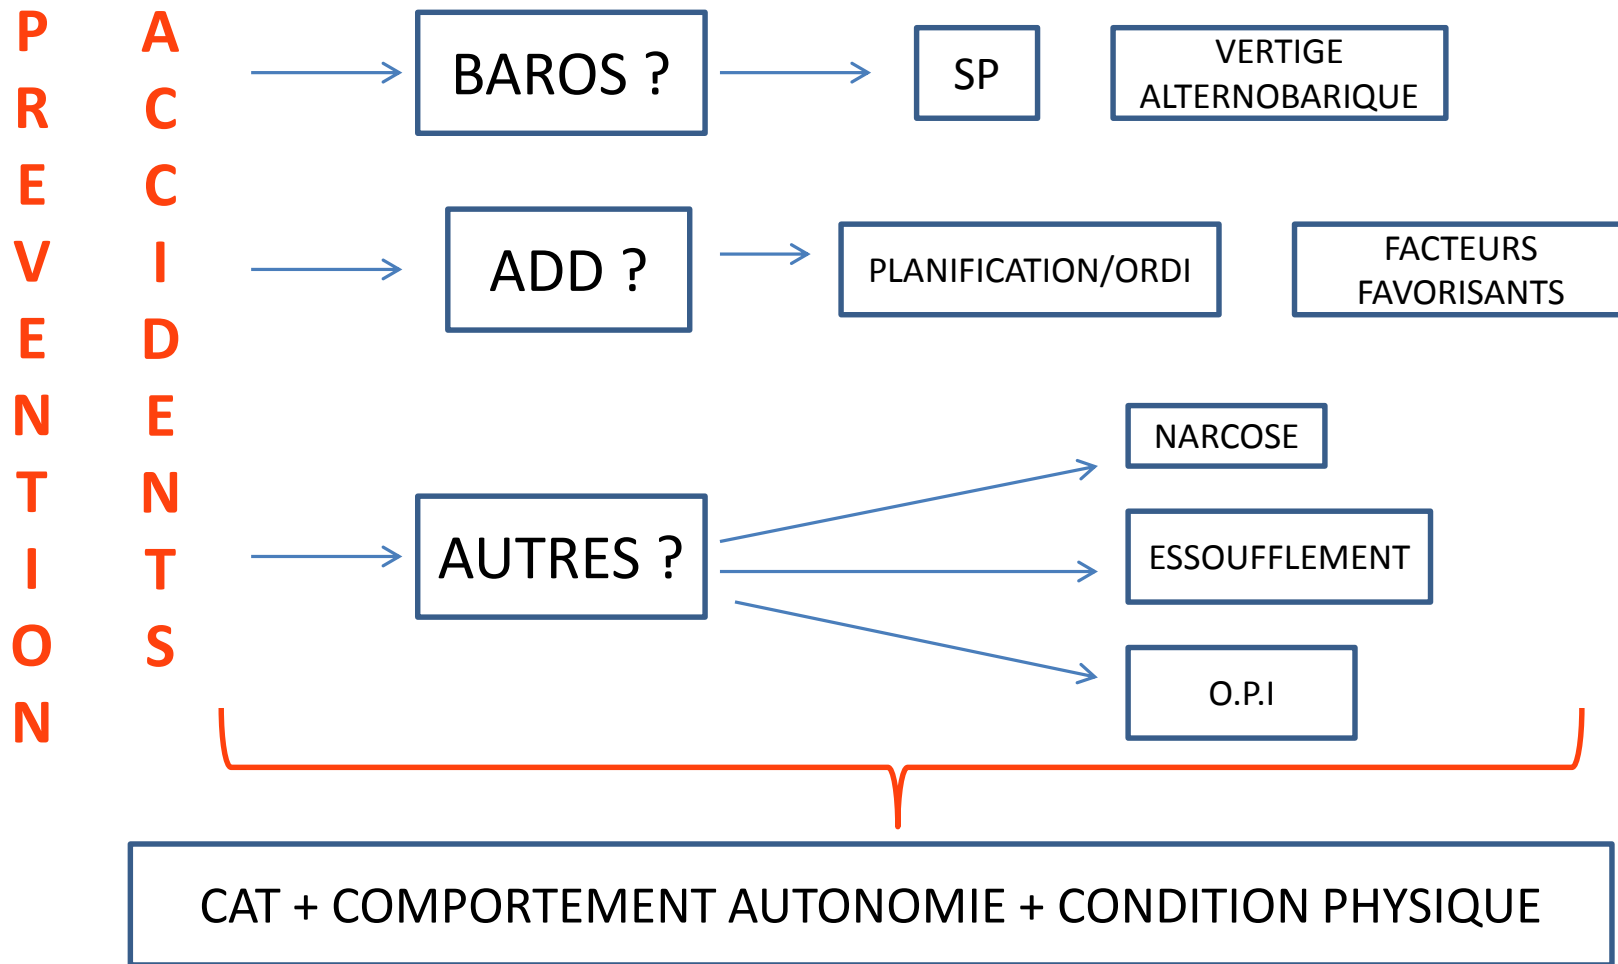 PREVENTION
ACCIDENTS
BAROS ?
SP
VERTIGE
ALTERNOBARIQUE
ADD ?
PLANIFICATION/ORDI
FACTEURS
FAVORISANTS
AUTRES ?
NARCOSE
ESSOUFFLEMENT
O.P.I
CAT + COMPORTEMENT AUTONOMIE + CONDITION PHYSIQUE